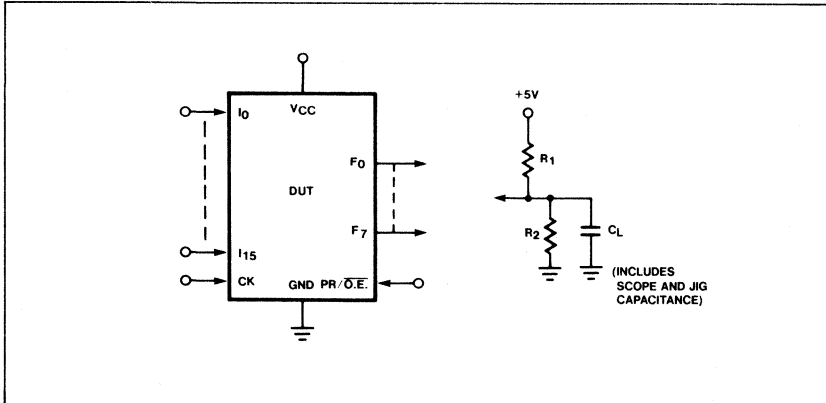 VCC
I0
F0
DUT
F7
I15
CK
GND PR/O.E.
+5V
R1
R2
CL
(INCLUDES
SCOPE AND JIG
CAPACITANCE)